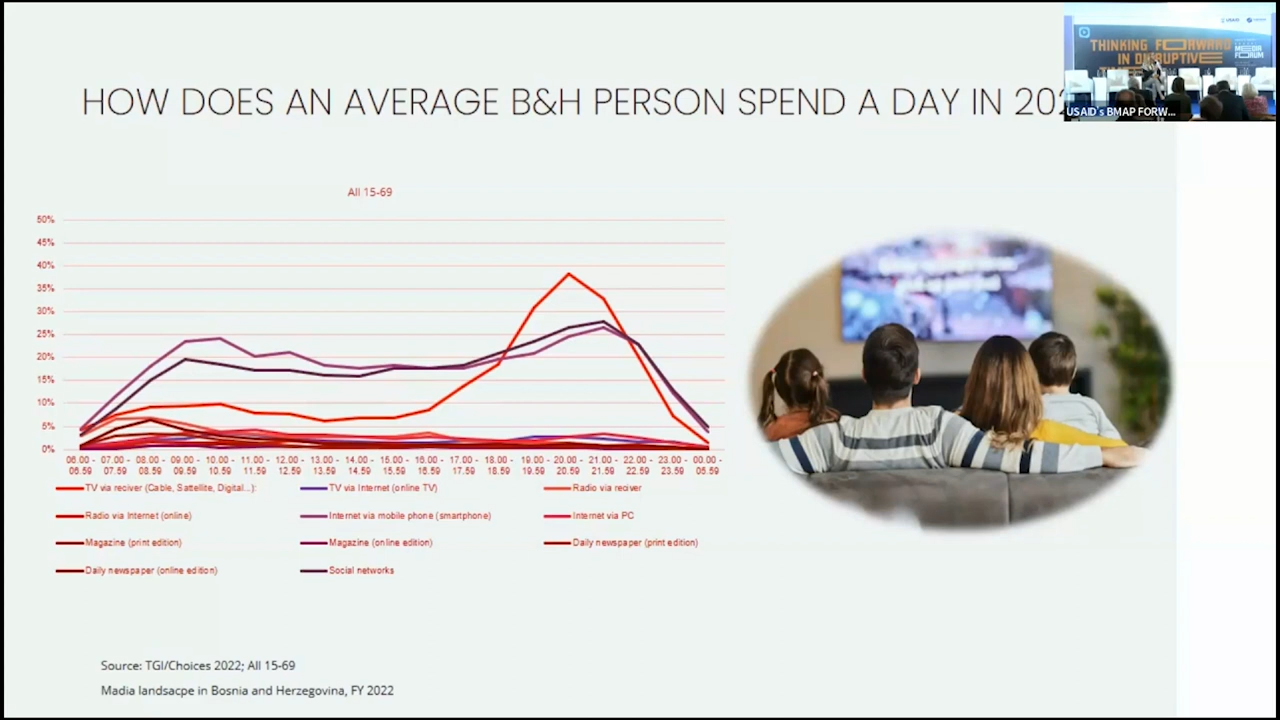 HOW DOES AN AVERAGE B&H PERSON SPEND A DAY IN 202
THINKING FORWARD
IN DISRUPTIVE
MEDIA
FORUM
USAID's BMAP FORW...
All 15-69
50%
45%
40%
35%
30%
25%
20%
15%
10%
5%
0%
06.00 - 07.00 - 08.00 - 09.00 - 10.00 - 11.00 - 12.00 - 13.00 - 14.00 - 15.00 - 16.00 - 17.00 - 18.00 - 19.00 - 20.00 - 21.00 - 22.00 - 23.00 - 00.00 -
06.59 07.59 08.59 09.59 10.59 11.59 12.59 13.59 14.59 15.59 16.59 17.59 18.59 19.59 20.59 21.59 22.59 23.59 05.59
TV via reciver (Cable, Sattellite, Digital...): TV via Internet (online TV) Radio via reciver
Radio via Internet (online) Internet via mobile phone (smartphone) Internet via PC
Magazine (print edition) Magazine (online edition) Daily newspaper (print edition)
Daily newspaper (online edition) Social networks
Source: TGI/Choices 2022; All 15-69
Madia landsacpe in Bosnia and Herzegovina, FY 2022